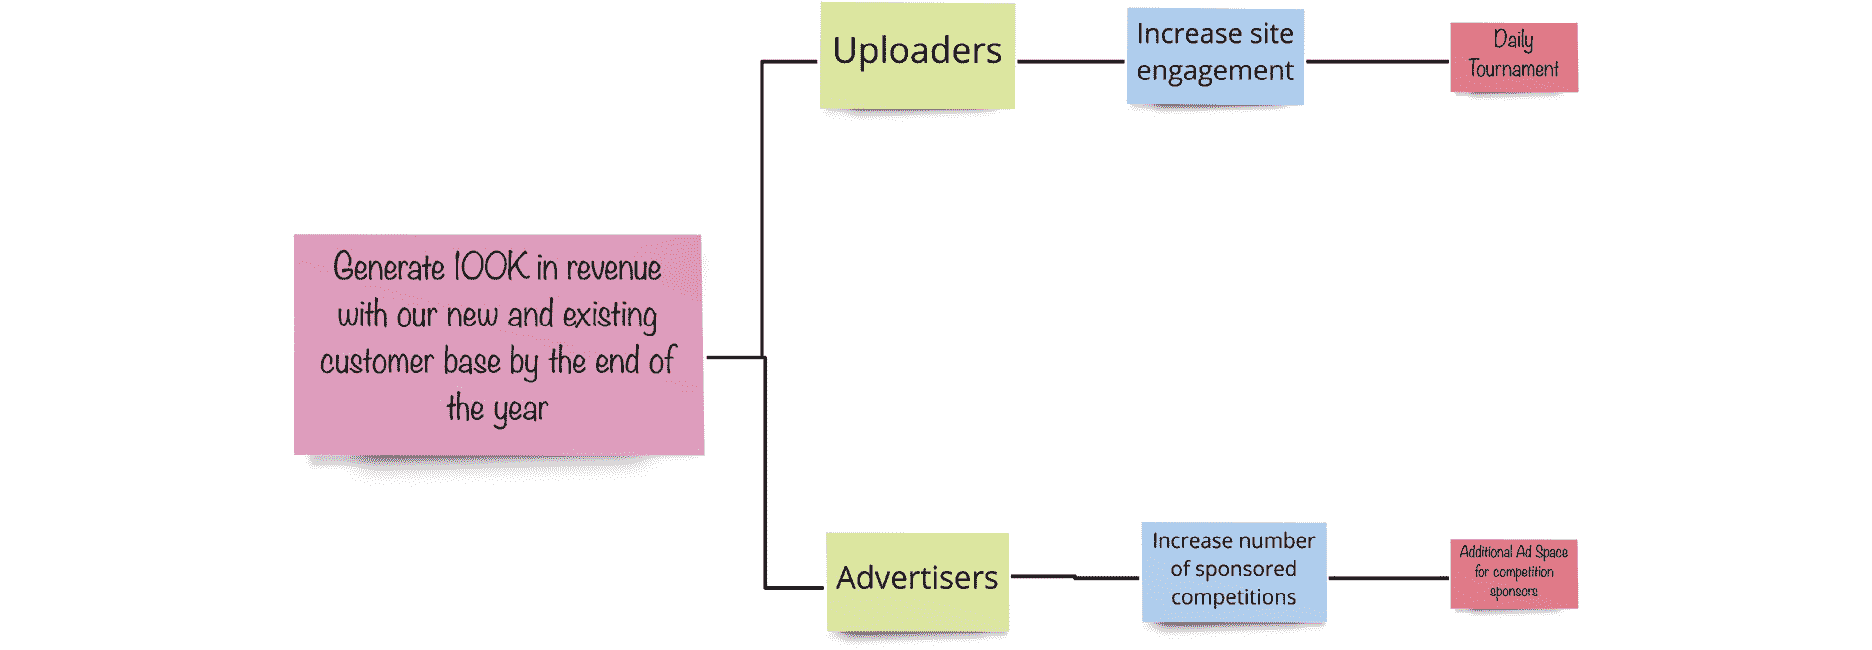 Uploaders
Increase site
engagement
Daily
Tournament
Generate 100K in revenue
with our new and existing
customer base by the end of
the year
Advertisers
Increase number
of sponsored
competitions
Additional Ad Space
for competition
sponsors